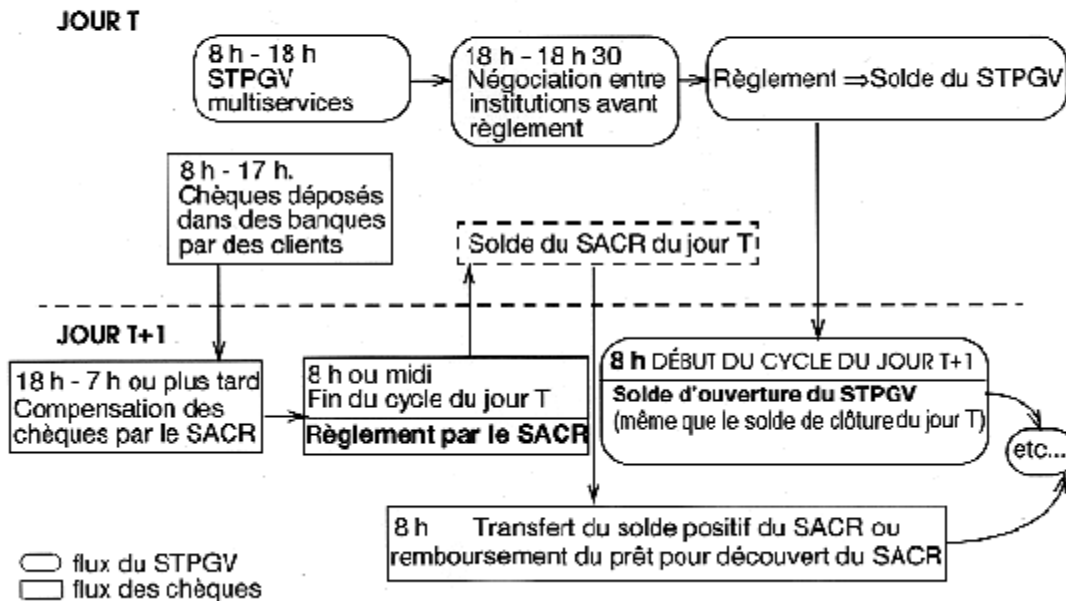 JOUR T
8 h - 18 h
STPGV
multiservices
18 h - 18 h 30
Négociation entre
institutions avant
règlement
Règlement ⇒ Solde du STPGV
8 h - 17 h.
Chèques déposés
dans des banques
par des clients
Solde du SACR du jour T
JOUR T+1
18 h - 7 h ou plus tard
Compensation des
chèques par le SACR
8 h ou midi
Fin du cycle du jour T
Règlement par le SACR
8 h DÉBUT DU CYCLE DU JOUR T+1
Solde d'ouverture du STPGV
(même que le solde de clôture du jour T)
etc...
8 h Transfert du solde positif du SACR ou
remboursement du prêt pour découvert du SACR
flux du STPGV
flux des chèques